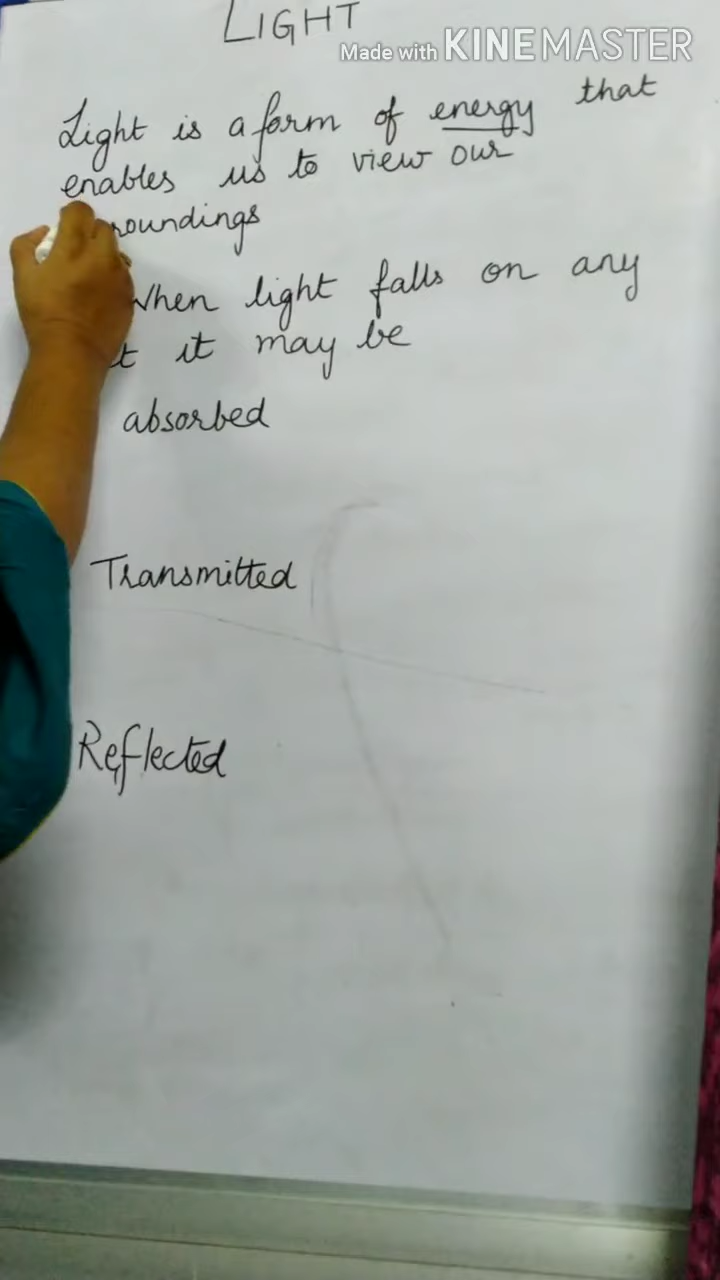 LIGHT
Made with KINEMASTER
Light is a form of energy that
enables us to view our
roundings
When light falls on any
t it may be
absorbed
Transmitted
Reflected